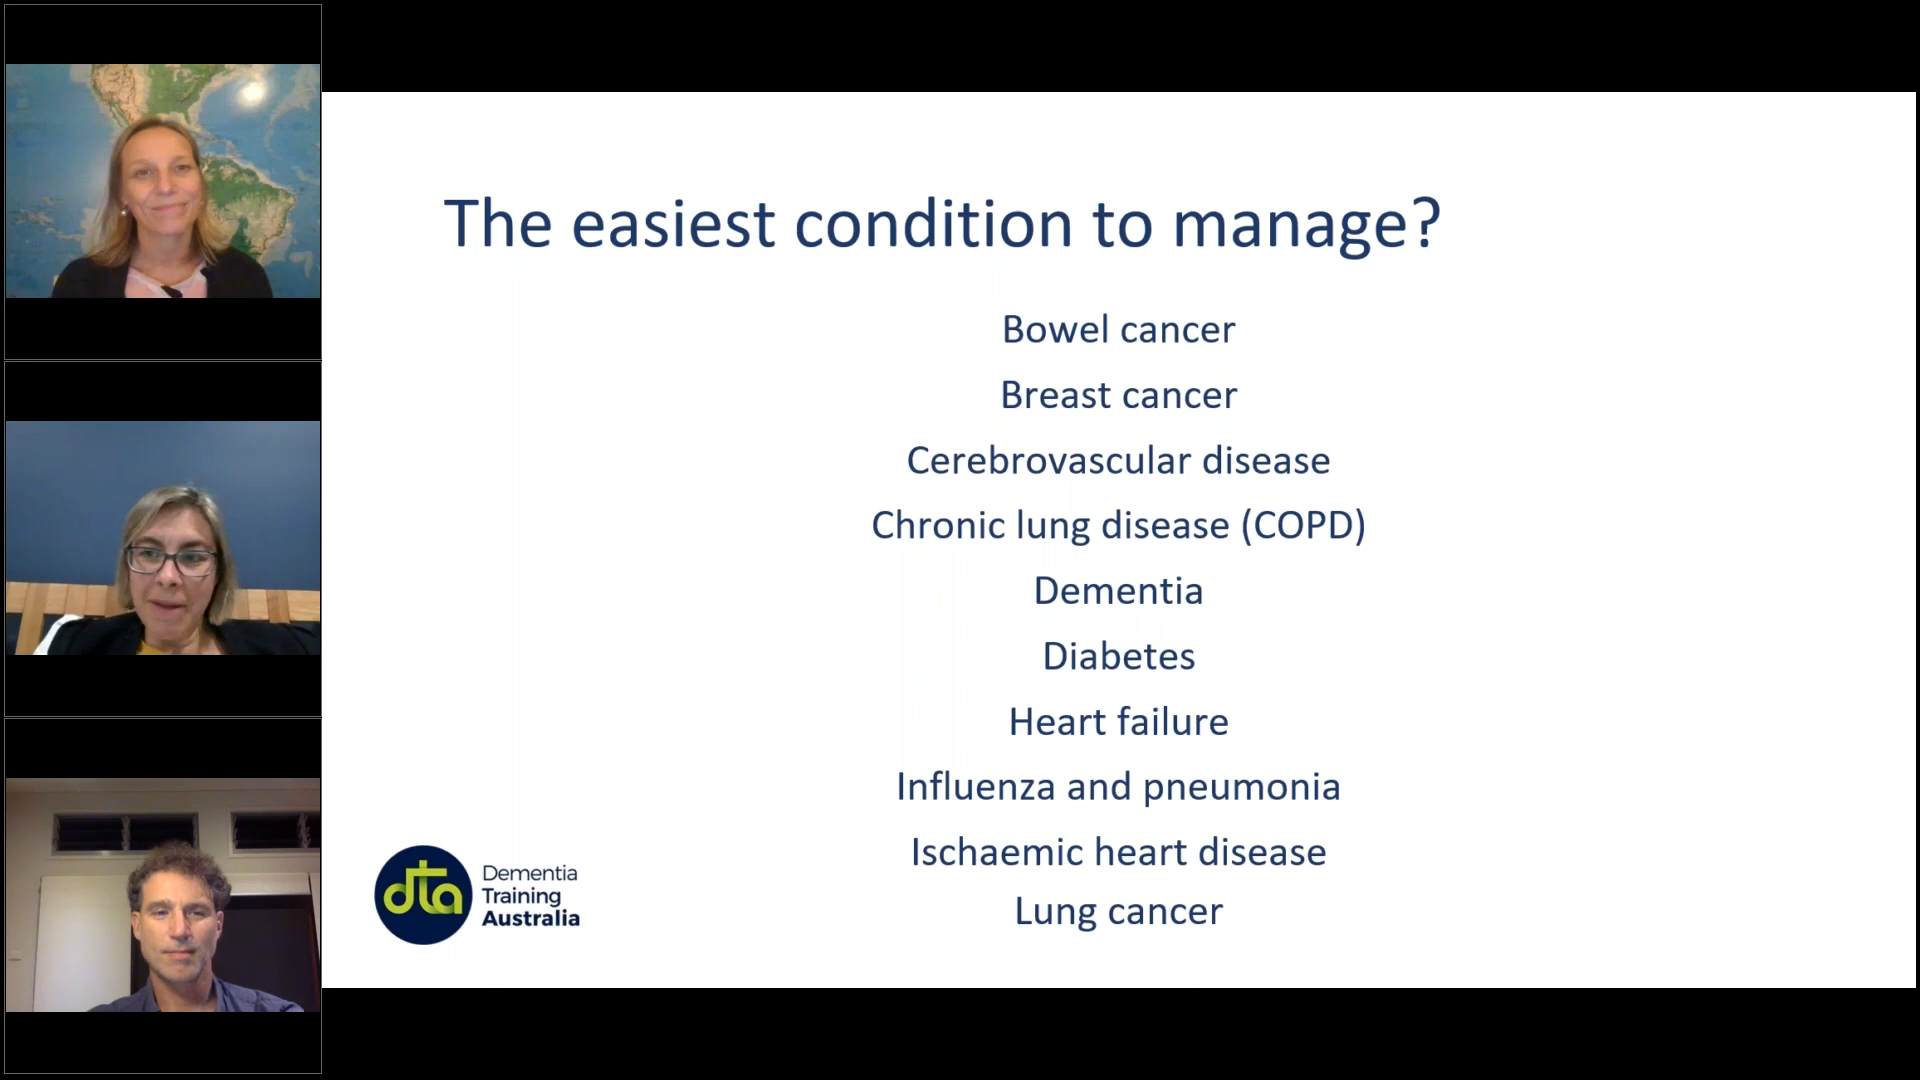 The easiest condition to manage?
Bowel cancer
Breast cancer
Cerebrovascular disease
Chronic lung disease (COPD)
Dementia
Diabetes
Heart failure
Influenza and pneumonia
Ischaemic heart disease
Lung cancer
dta
Dementia
Training
Australia